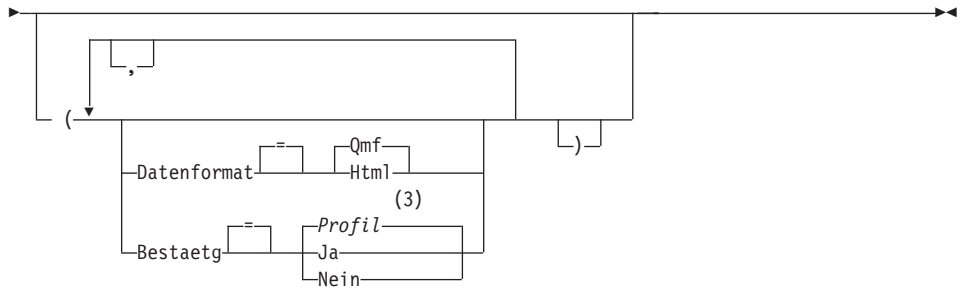 ,
( )
Datenformat = Qmf
Html
(3)
Bestaetg = Profil
Ja
Nein